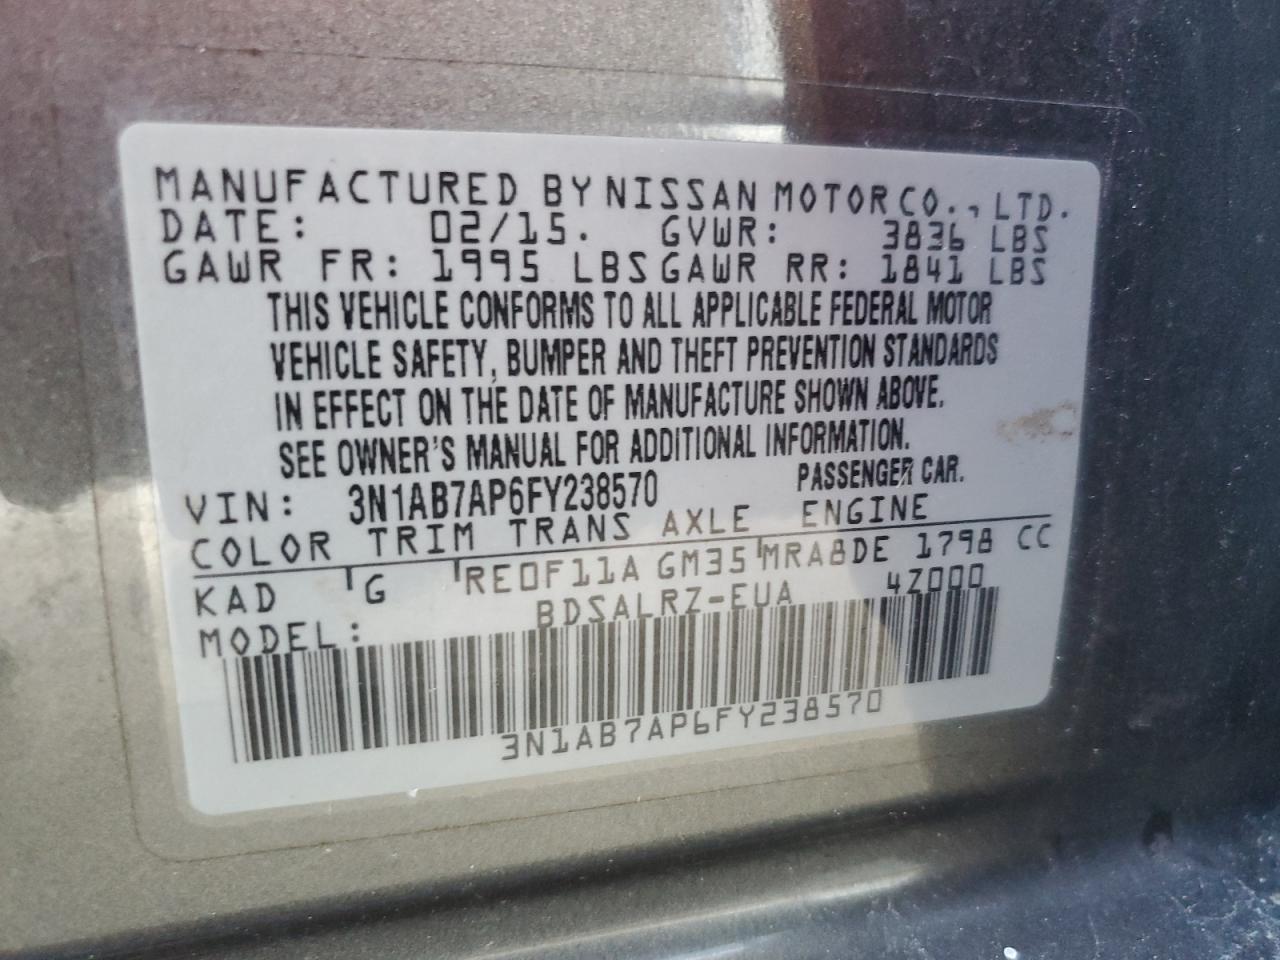 MANUFACTURED BY NISSAN MOTOR CO., LTD.
DATE: 02/15. GVWR: 3836 LBS
GAWR FR: 1995 LBS GAWR RR: 1841 LBS
THIS VEHICLE CONFORMS TO ALL APPLICABLE FEDERAL MOTOR
VEHICLE SAFETY, BUMPER AND THEFT PREVENTION STANDARDS
IN EFFECT ON THE DATE OF MANUFACTURE SHOWN ABOVE.
SEE OWNER'S MANUAL FOR ADDITIONAL INFORMATION.
VIN: 3N1AB7AP6FY238570 PASSENGER CAR.
COLOR TRIM TRANS AXLE ENGINE
KAD G RE0F11A GM35 MRA8DE 1798 CC
MODEL: BDSALRZ-EUA 4Z000
3N1AB7AP6FY238570